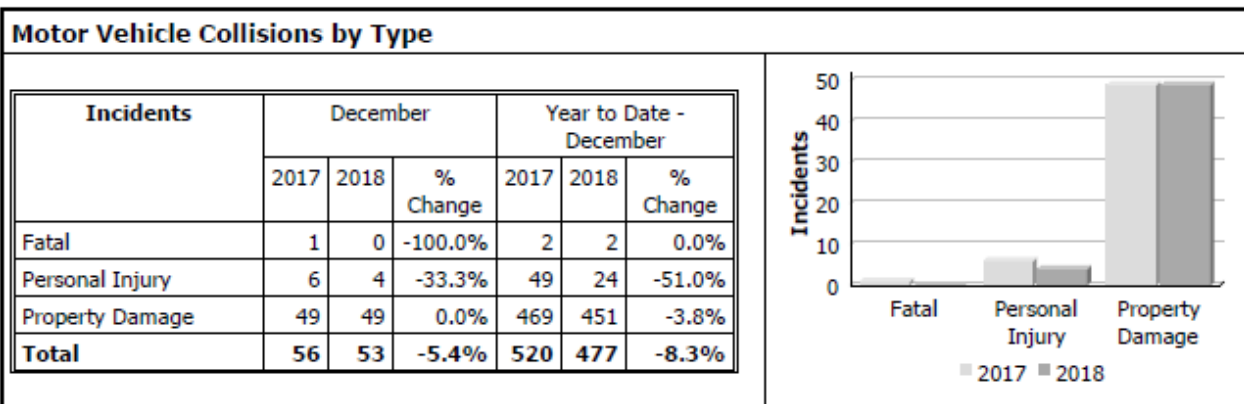 Motor Vehicle Collisions by Type
Incidents December Year to Date -
December
2017 2018 % 2017 2018 %
Change Change
Fatal 1 0 -100.0% 2 2 0.0%
Personal Injury 6 4 -33.3% 49 24 -51.0%
Property Damage 49 49 0.0% 469 451 -3.8%
Total 56 53 -5.4% 520 477 -8.3%
Incidents
50
40
30
20
10
0
Fatal Personal Property
Injury Damage
2017 2018